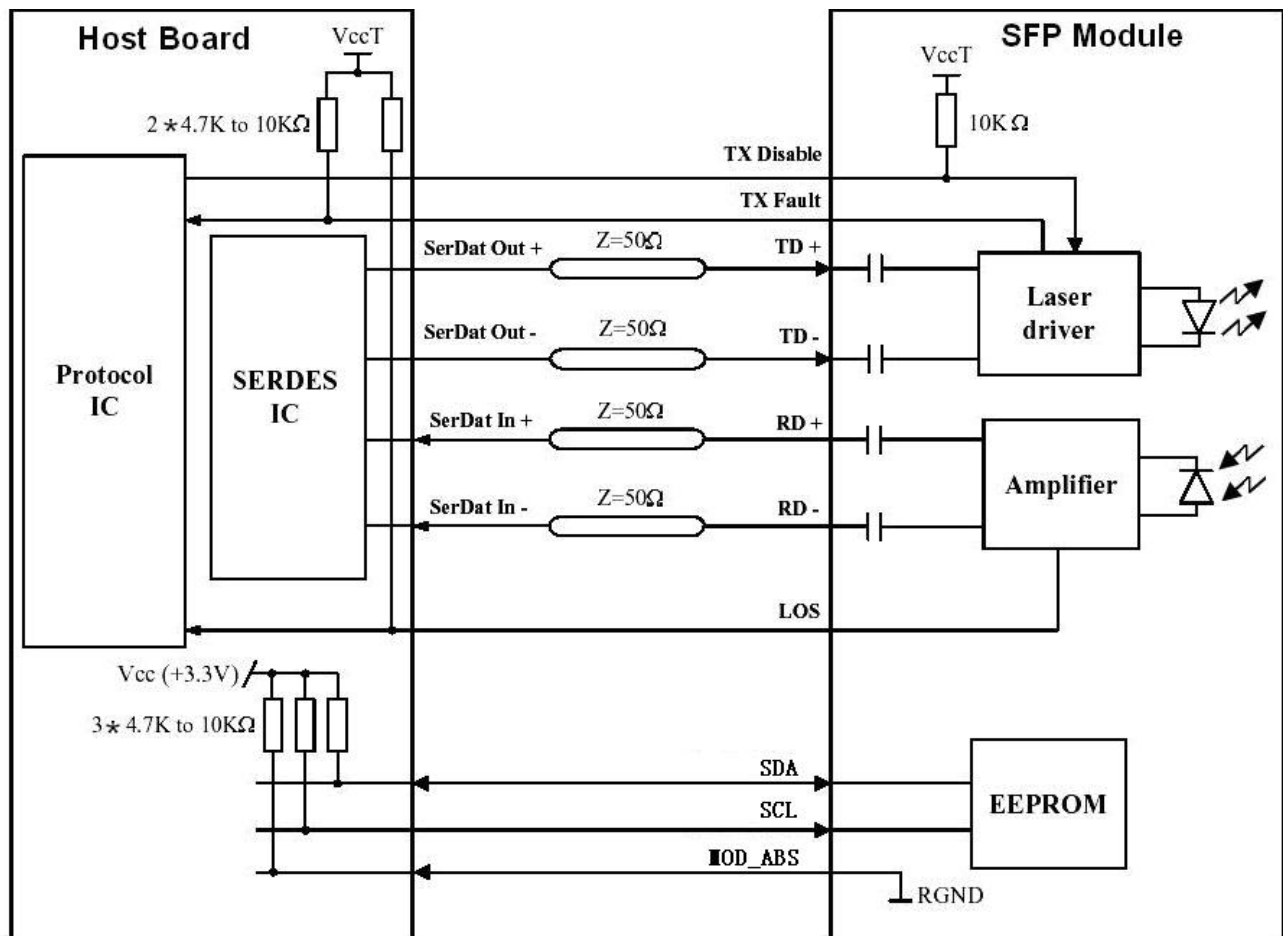 Host Board
SFP Module
VccT
VccT
2*4.7K to 10KΩ
10KΩ
TX Disable
TX Fault
SerDat Out +
Z=50Ω
TD +
Laser
driver
SerDat Out -
Z=50Ω
TD -
Protocol
IC
SERDES
IC
SerDat In +
Z=50Ω
RD +
Amplifier
SerDat In -
Z=50Ω
RD -
LOS
Vcc (+3.3V)
3*4.7K to 10KΩ
SDA
EEPROM
SCL
MOD_ABS
RGND